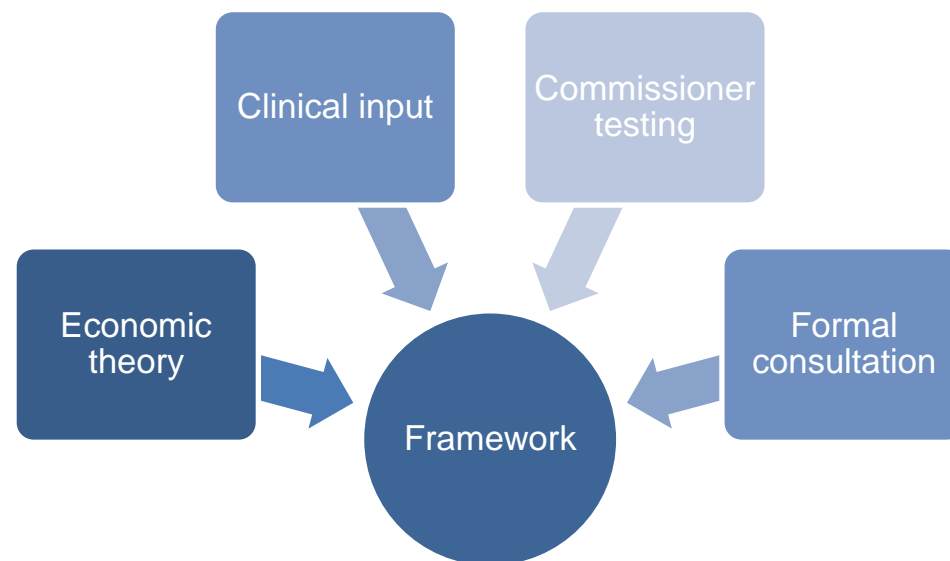 Clinical input
Commissioner
testing
Economic
theory
Formal
consultation
Framework